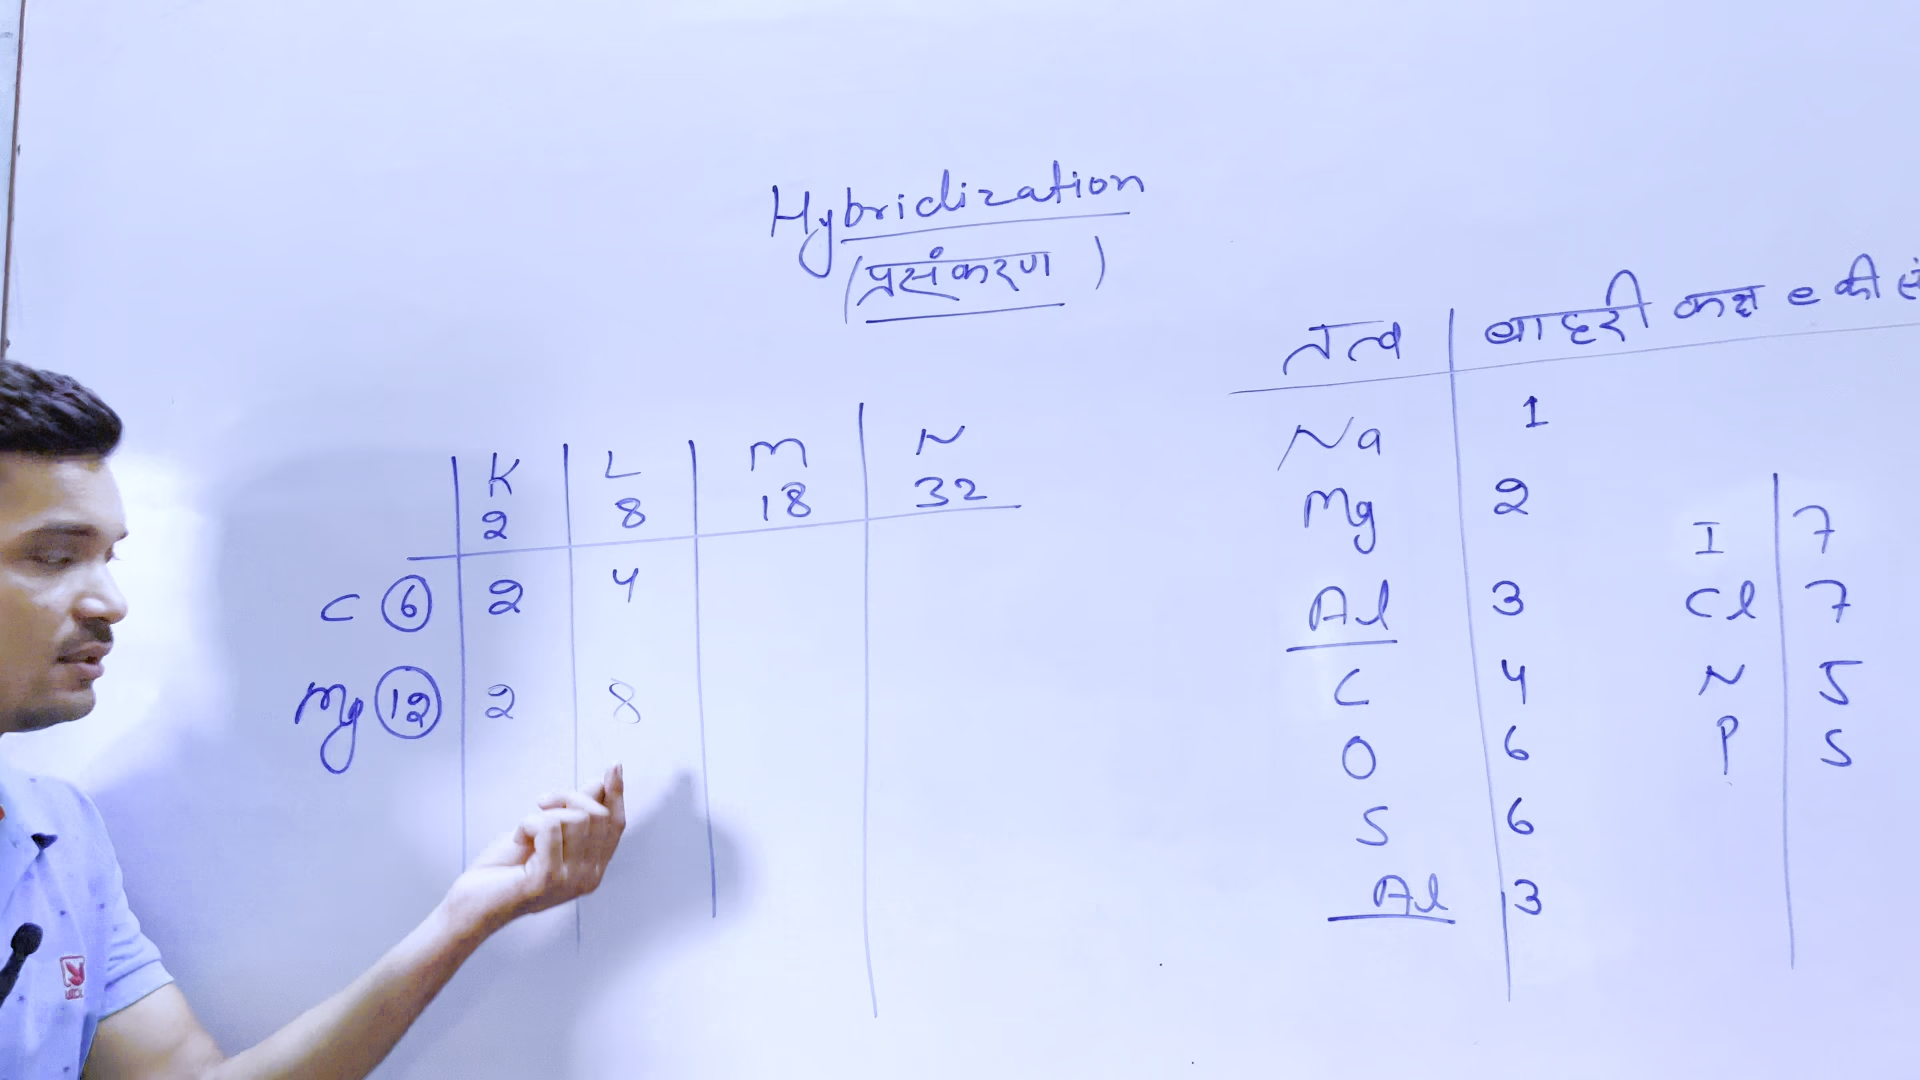 Hybridization
(प्रसंकरण)
K L M N
2 8 18 32
C 6 2 4
Mg 12 2 8
तत्व बाहरी कक्ष e की
Na 1
Mg 2
Al 3
C 4
O 6
S 6
Al 3
I 7
Cl 7
N 5
P 5